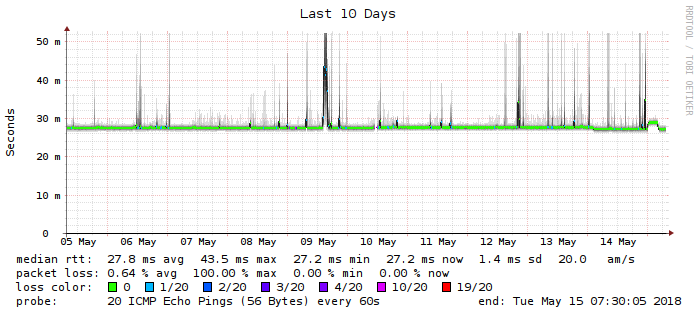 Last 10 Days
RRDTOOL / TOBI OETIKER
Seconds
50 m
40 m
30 m
20 m
10 m
0
05 May 06 May 07 May 08 May 09 May 10 May 11 May 12 May 13 May 14 May
median rtt: 27.8 ms avg 43.5 ms max 27.2 ms min 27.2 ms now 1.4 ms sd 20.0 am/s
packet loss: 0.64 % avg 100.00 % max 0.00 % min 0.00 % now
loss color: 0 1/20 2/20 3/20 4/20 10/20 19/20
probe: 20 ICMP Echo Pings (56 Bytes) every 60s end: Tue May 15 07:30:05 2018